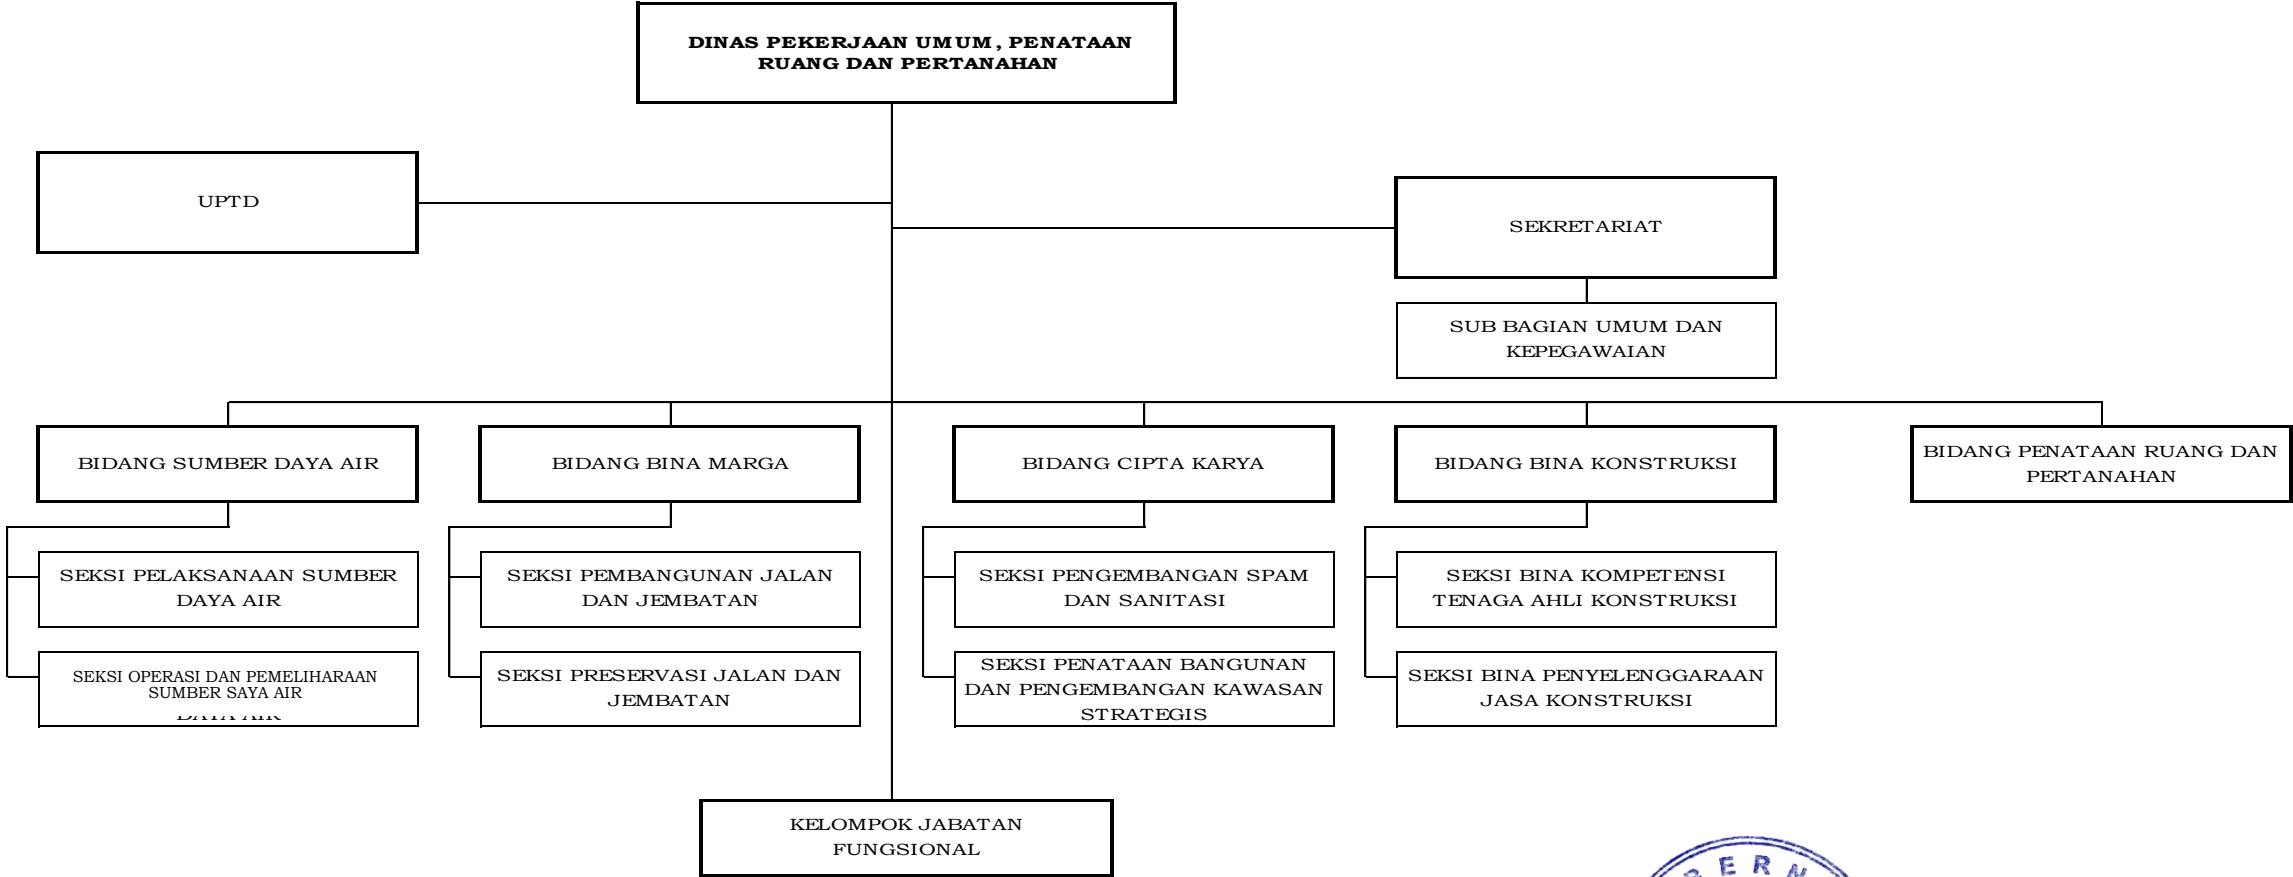 DINAS PEKERJAAN UMUM, PENATAAN
RUANG DAN PERTANAHAN
UPTD
SEKRETARIAT
SUB BAGIAN UMUM DAN
KEPEGAWAIAN
BIDANG SUMBER DAYA AIR
BIDANG BINA MARGA
BIDANG CIPTA KARYA
BIDANG BINA KONSTRUKSI
BIDANG PENATAAN RUANG DAN
PERTANAHAN
SEKSI PELAKSANAAN SUMBER
DAYA AIR
SEKSI PEMBANGUNAN JALAN
DAN JEMBATAN
SEKSI PENGEMBANGAN SPAM
DAN SANITASI
SEKSI BINA KOMPETENSI
TENAGA AHLI KONSTRUKSI
SEKSI OPERASI DAN PEMELIHARAAN
SUMBER SAYA AIR
SEKSI PRESERVASI JALAN DAN
JEMBATAN
SEKSI PENATAAN BANGUNAN
DAN PENGEMBANGAN KAWASAN
STRATEGIS
SEKSI BINA PENYELENGGARAAN
JASA KONSTRUKSI
KELOMPOK JABATAN
FUNGSIONAL